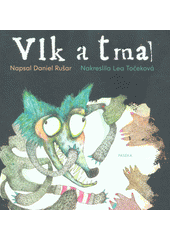 Vlk a tma
Napsal Daniel Rušar Nakreslila Lea Točeková